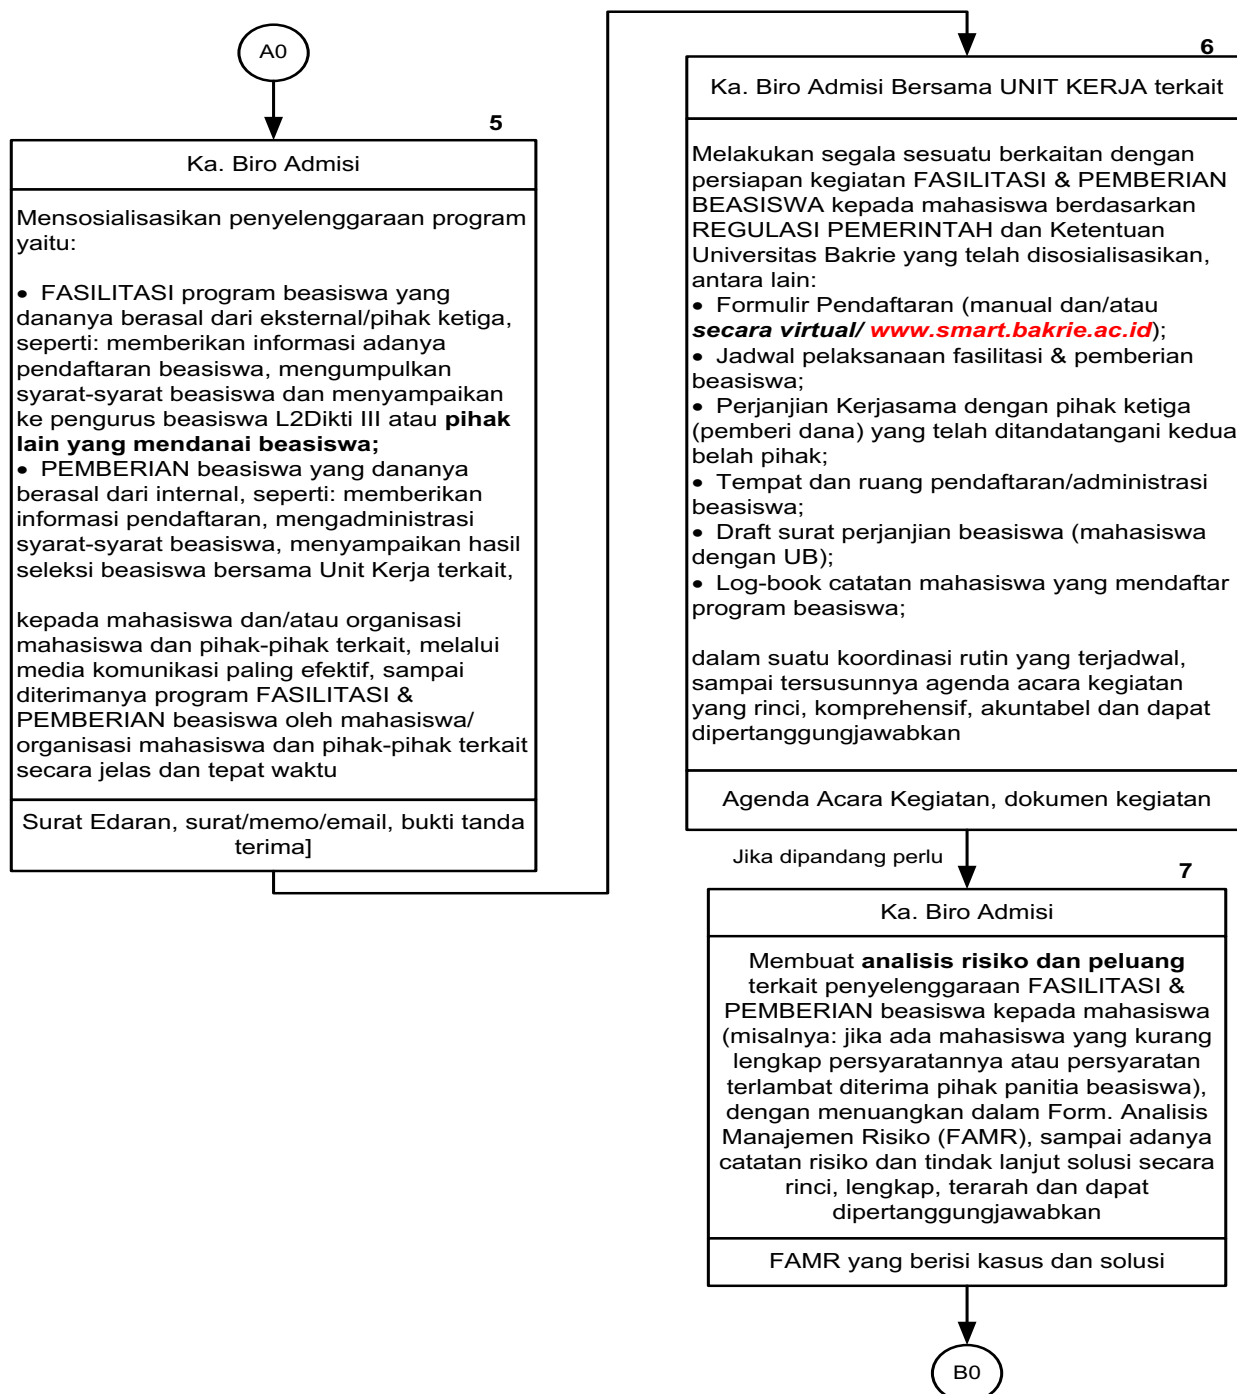 A0
5
Ka. Biro Admisi
Mensosialisasikan penyelenggaraan program
yaitu:
• FASILITASI program beasiswa yang
dananya berasal dari eksternal/pihak ketiga,
seperti: memberikan informasi adanya
pendaftaran beasiswa, mengumpulkan
syarat-syarat beasiswa dan menyampaikan
ke pengurus beasiswa L2Dikti III atau pihak
lain yang mendanai beasiswa;
• PEMBERIAN beasiswa yang dananya
berasal dari internal, seperti: memberikan
informasi pendaftaran, mengadministrasi
syarat-syarat beasiswa, menyampaikan hasil
seleksi beasiswa bersama Unit Kerja terkait,
kepada mahasiswa dan/atau organisasi
mahasiswa dan pihak-pihak terkait, melalui
media komunikasi paling efektif, sampai
diterimanya program FASILITASI &
PEMBERIAN beasiswa oleh mahasiswa/
organisasi mahasiswa dan pihak-pihak terkait
secara jelas dan tepat waktu
Surat Edaran, surat/memo/email, bukti tanda
terima]
6
Ka. Biro Admisi Bersama UNIT KERJA terkait
Melakukan segala sesuatu berkaitan dengan
persiapan kegiatan FASILITASI & PEMBERIAN
BEASISWA kepada mahasiswa berdasarkan
REGULASI PEMERINTAH dan Ketentuan
Universitas Bakrie yang telah disosialisasikan,
antara lain:
• Formulir Pendaftaran (manual dan/atau
secara virtual/ www.smart.bakrie.ac.id);
• Jadwal pelaksanaan fasilitasi & pemberian
beasiswa;
• Perjanjian Kerjasama dengan pihak ketiga
(pemberi dana) yang telah ditandatangani kedua
belah pihak;
• Tempat dan ruang pendaftaran/administrasi
beasiswa;
• Draft surat perjanjian beasiswa (mahasiswa
dengan UB);
• Log-book catatan mahasiswa yang mendaftar
program beasiswa;
dalam suatu koordinasi rutin yang terjadwal,
sampai tersusunnya agenda acara kegiatan
yang rinci, komprehensif, akuntabel dan dapat
dipertanggungjawabkan
Agenda Acara Kegiatan, dokumen kegiatan
Jika dipandang perlu
7
Ka. Biro Admisi
Membuat analisis risiko dan peluang
terkait penyelenggaraan FASILITASI &
PEMBERIAN beasiswa kepada mahasiswa
(misalnya: jika ada mahasiswa yang kurang
lengkap persyaratannya atau persyaratan
terlambat diterima pihak panitia beasiswa),
dengan menuangkan dalam Form. Analisis
Manajemen Risiko (FAMR), sampai adanya
catatan risiko dan tindak lanjut solusi secara
rinci, lengkap, terarah dan dapat
dipertanggungjawabkan
FAMR yang berisi kasus dan solusi
B0